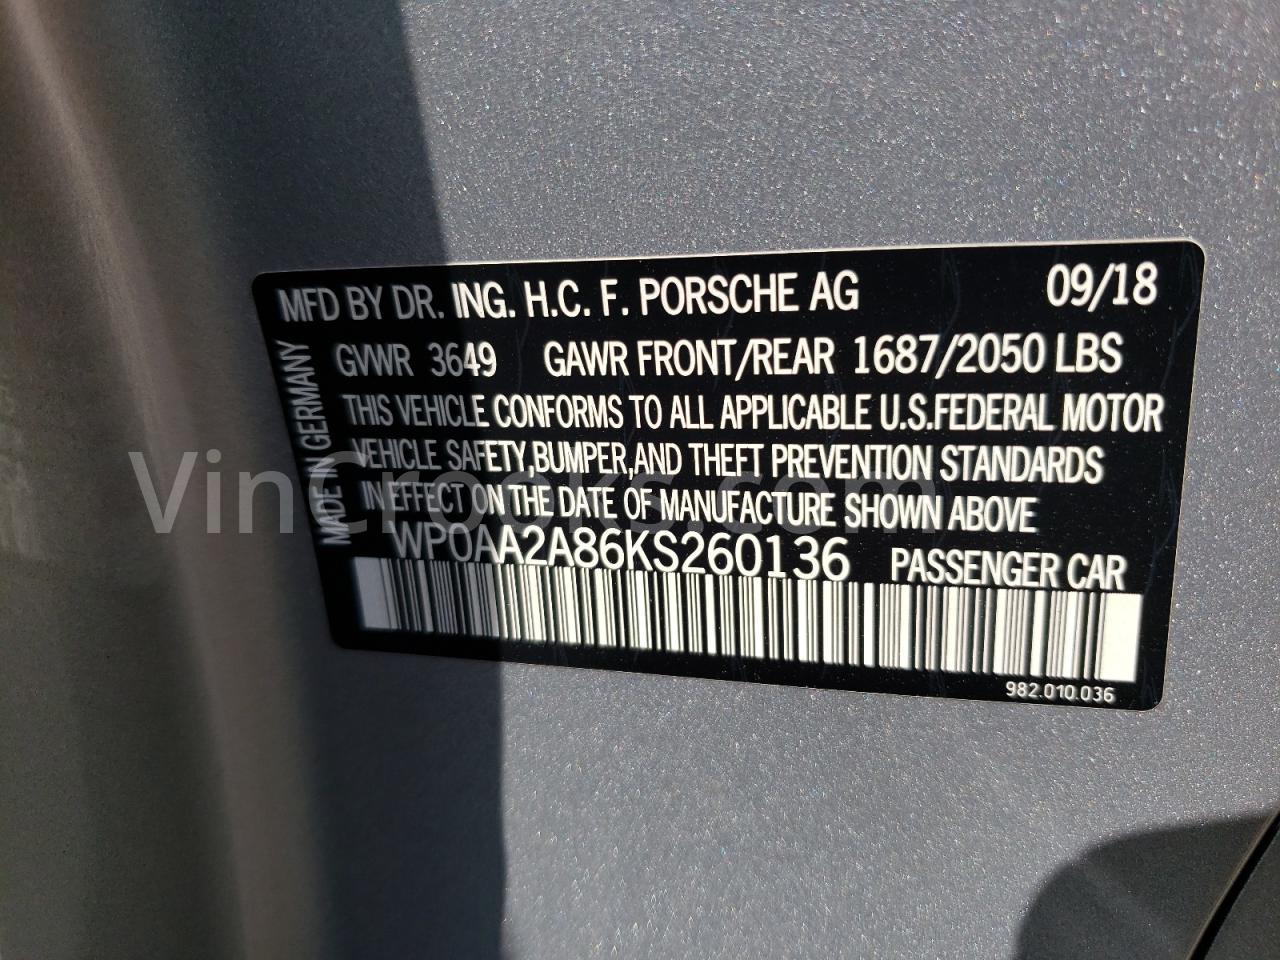 MFD BY DR. ING. H.C. F. PORSCHE AG 09/18
GVWR 3649 GAWR FRONT/REAR 1687/2050 LBS
THIS VEHICLE CONFORMS TO ALL APPLICABLE U.S.FEDERAL MOTOR
VEHICLE SAFETY,BUMPER,AND THEFT PREVENTION STANDARDS
IN EFFECT ON THE DATE OF MANUFACTURE SHOWN ABOVE
WP0AA2A86KS260136 PASSENGER CAR
982.010.036
MADE IN GERMANY
VinCrooks.com